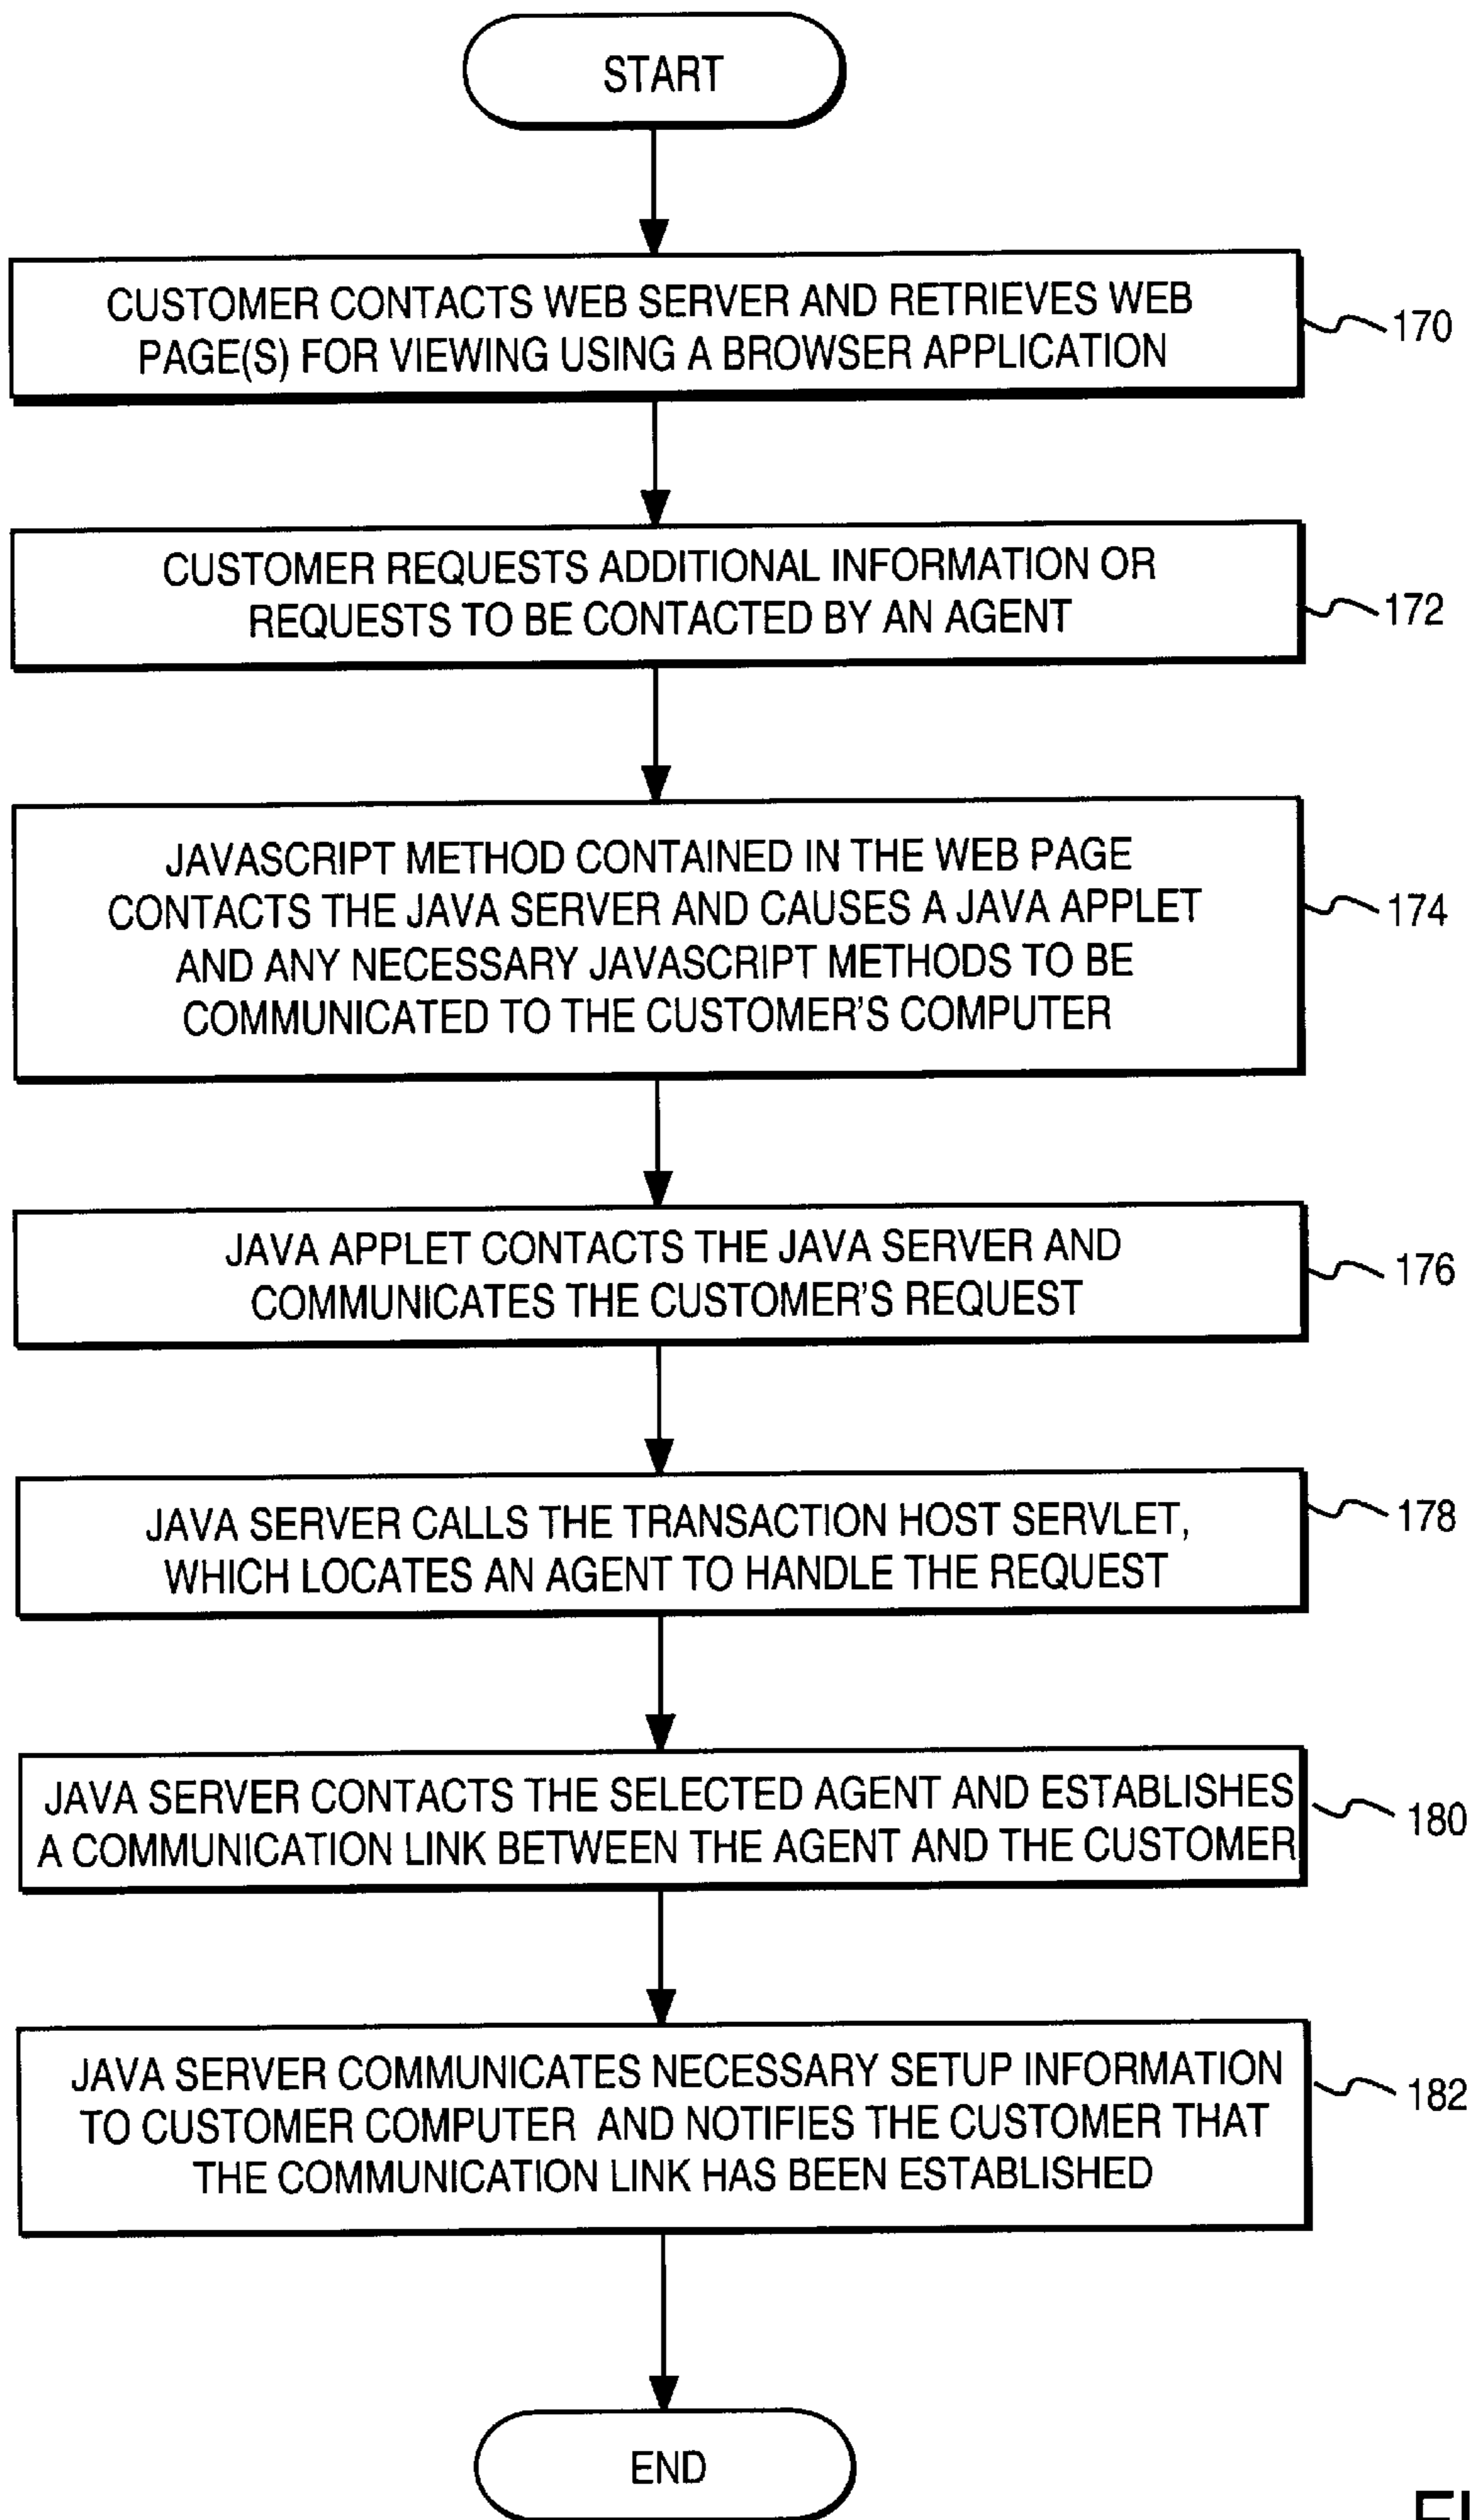 START
CUSTOMER CONTACTS WEB SERVER AND RETRIEVES WEB
PAGE(S) FOR VIEWING USING A BROWSER APPLICATION
170
CUSTOMER REQUESTS ADDITIONAL INFORMATION OR
REQUESTS TO BE CONTACTED BY AN AGENT
172
JAVASCRIPT METHOD CONTAINED IN THE WEB PAGE
CONTACTS THE JAVA SERVER AND CAUSES A JAVA APPLET
AND ANY NECESSARY JAVASCRIPT METHODS TO BE
COMMUNICATED TO THE CUSTOMER'S COMPUTER
174
JAVA APPLET CONTACTS THE JAVA SERVER AND
COMMUNICATES THE CUSTOMER'S REQUEST
176
JAVA SERVER CALLS THE TRANSACTION HOST SERVLET,
WHICH LOCATES AN AGENT TO HANDLE THE REQUEST
178
JAVA SERVER CONTACTS THE SELECTED AGENT AND ESTABLISHES
A COMMUNICATION LINK BETWEEN THE AGENT AND THE CUSTOMER
180
JAVA SERVER COMMUNICATES NECESSARY SETUP INFORMATION
TO CUSTOMER COMPUTER AND NOTIFIES THE CUSTOMER THAT
THE COMMUNICATION LINK HAS BEEN ESTABLISHED
182
END